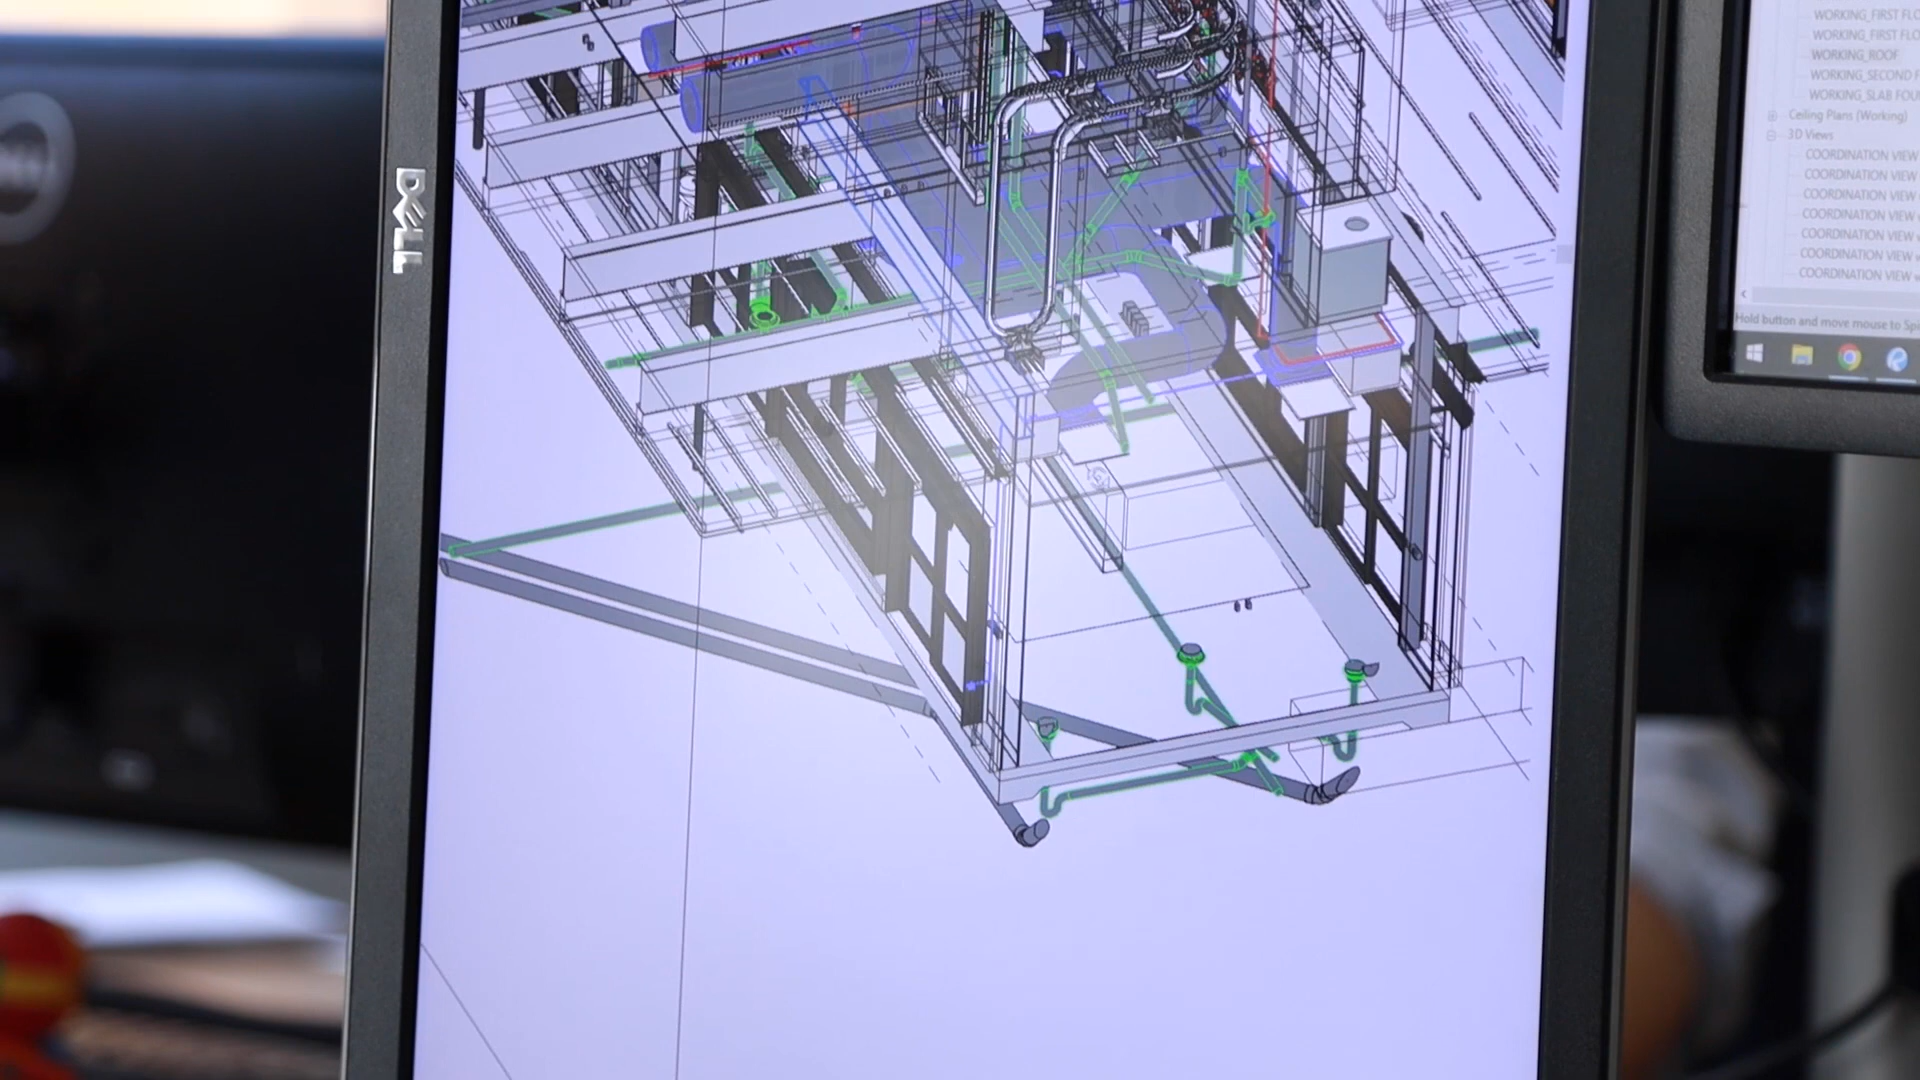 DELL
WORKING_FIRST FLO
WORKING_FIRST FLO
WORKING_ROOF
WORKING_SECOND F
WORKING_SLAB FOU
Ceiling Plans (Working)
3D Views
COORDINATION VIEW
COORDINATION VIEW
COORDINATION VIEW
COORDINATION VIEW
COORDINATION VIEW
COORDINATION VIEW
COORDINATION VIEW
Hold button and move mouse to Spi